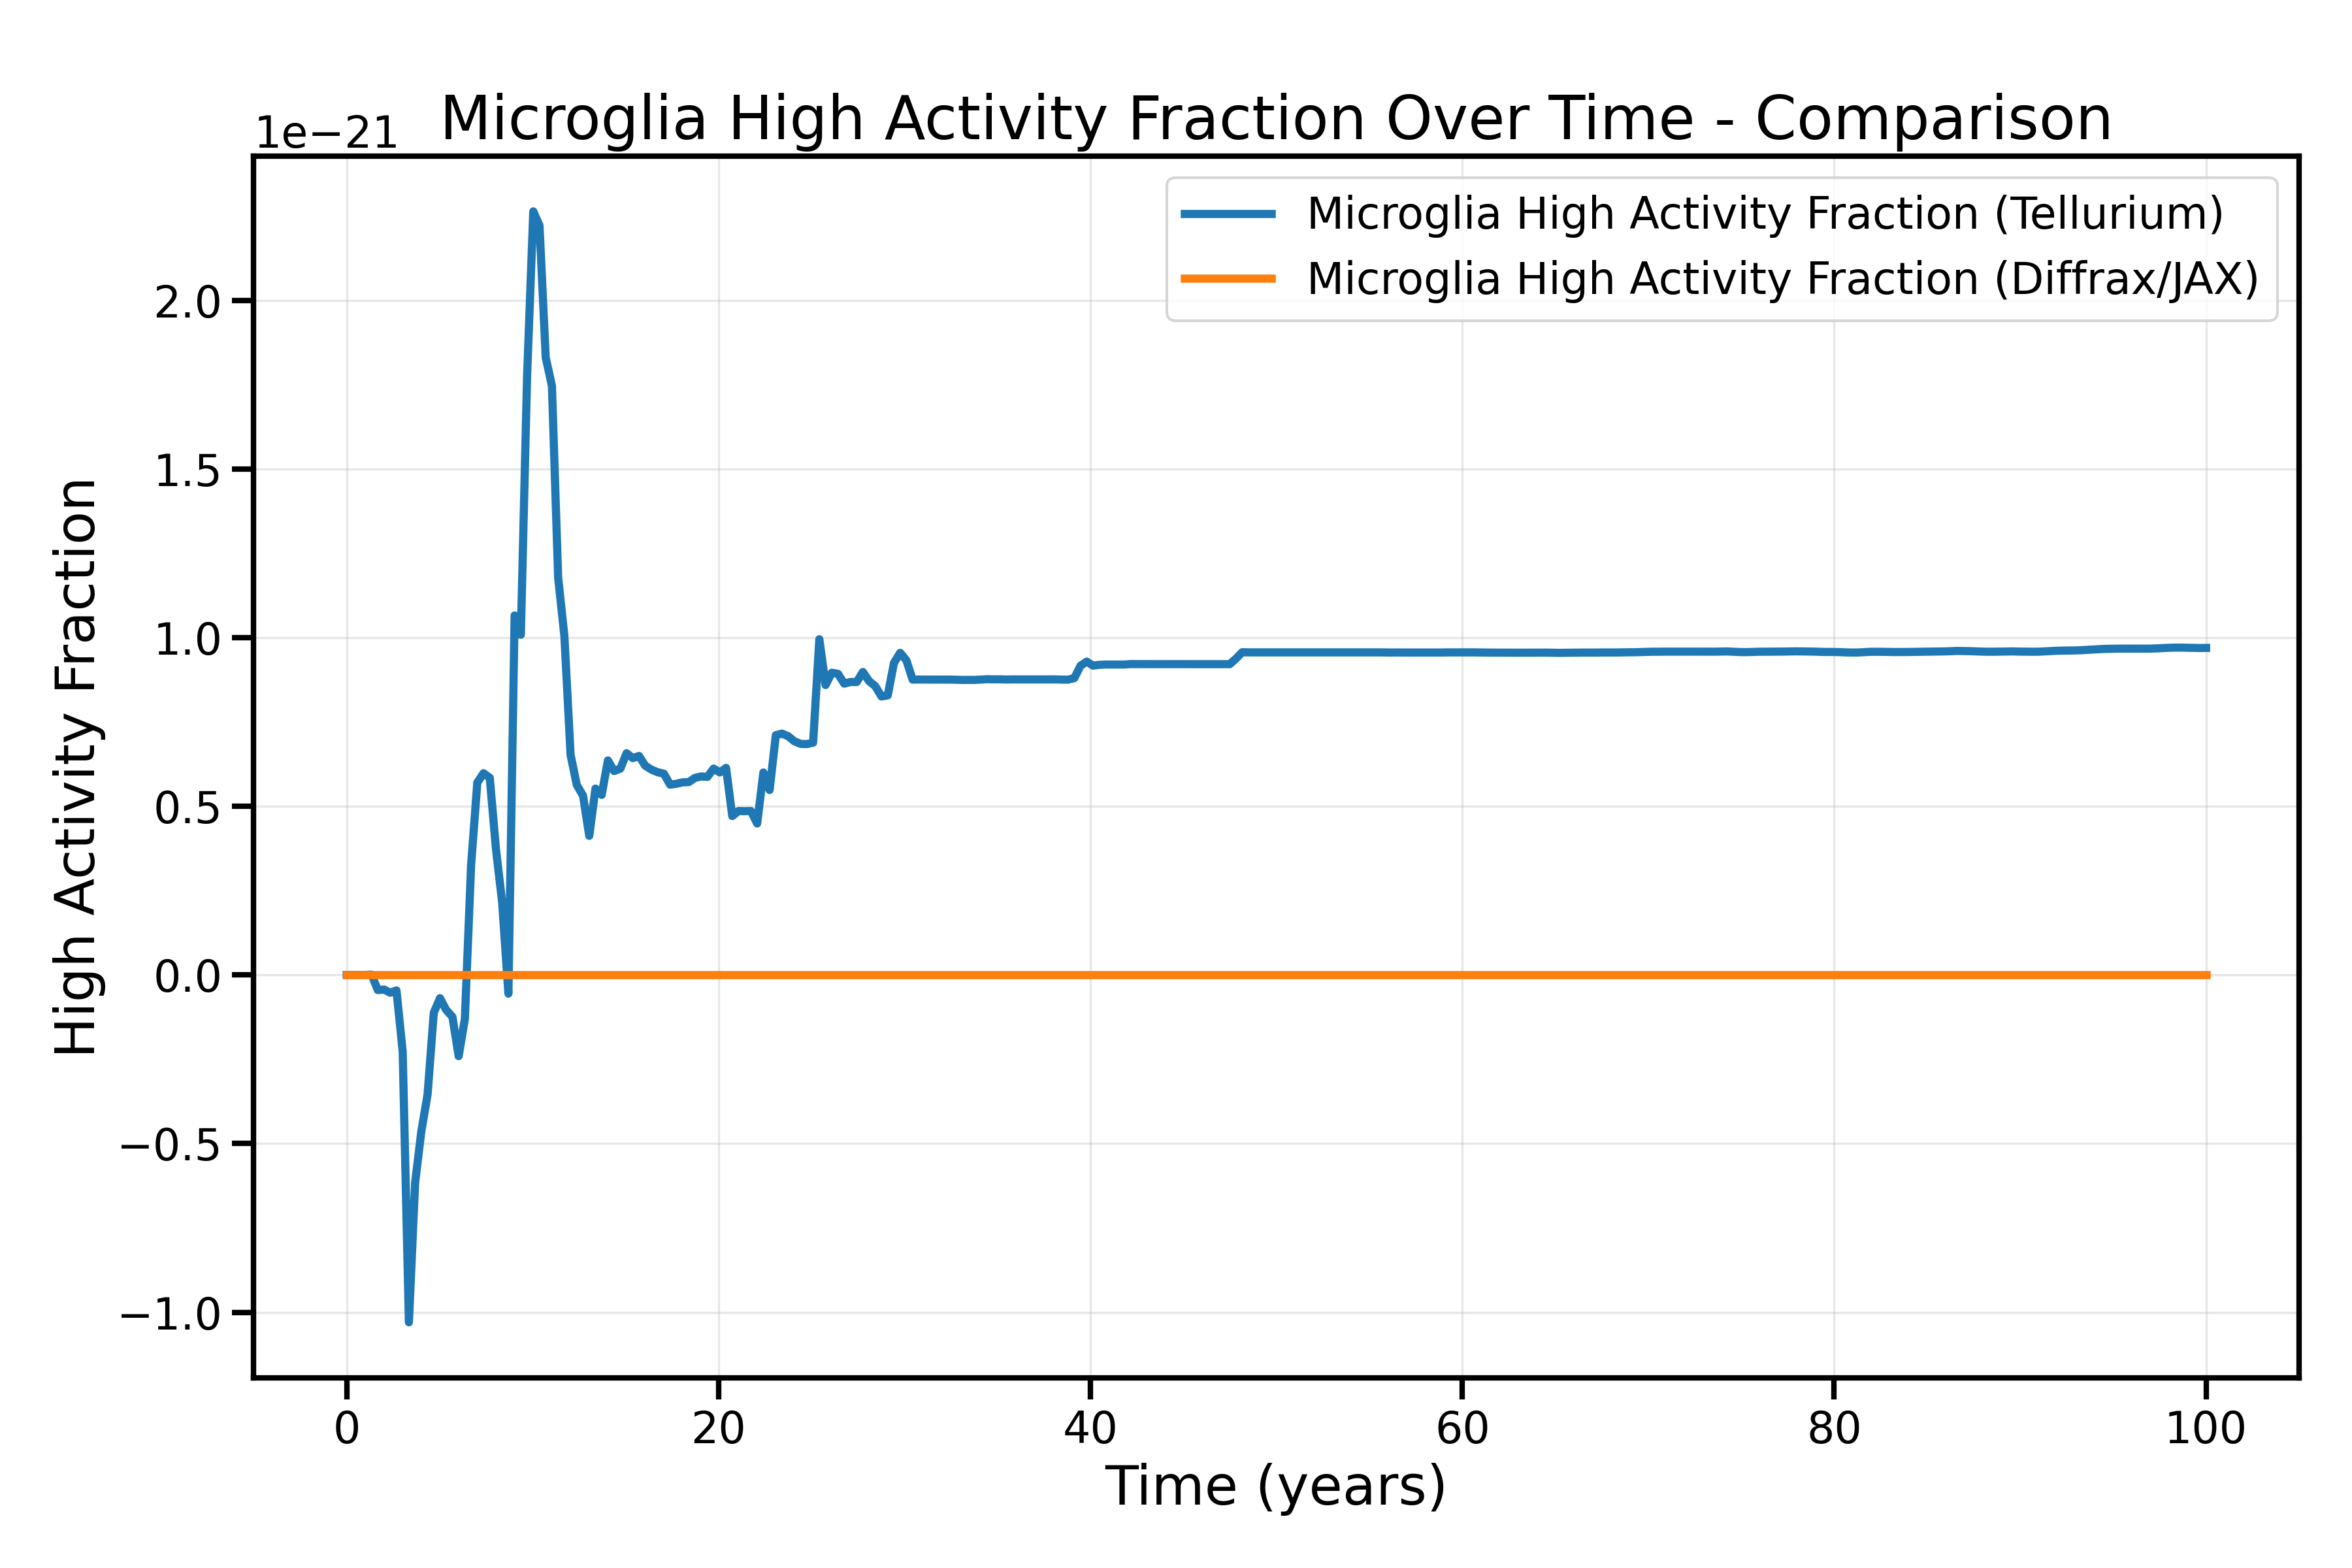 Microglia High Activity Fraction Over Time - Comparison
1e−21
Microglia High Activity Fraction (Tellurium)
Microglia High Activity Fraction (Diffrax/JAX)
High Activity Fraction
2.0
1.5
1.0
0.5
0.0
−0.5
−1.0
0 20 40 60 80 100
Time (years)